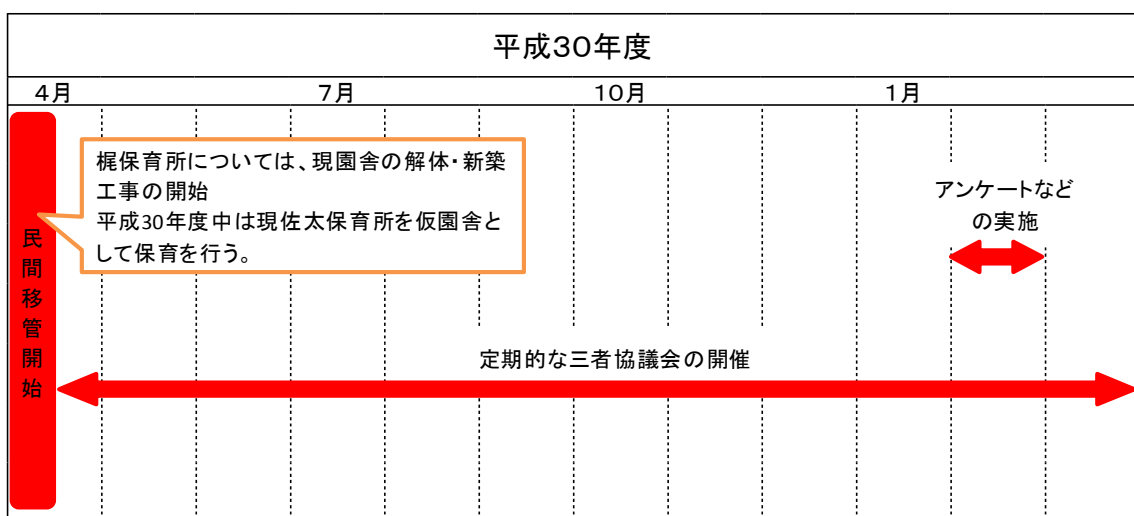 平成30年度
4月
7月
10月
1月
梶保育所については、現園舎の解体・新築
工事の開始
平成30年度中は現佐太保育所を仮園舎と
して保育を行う。
アンケートなど
の実施
民間移管開始
定期的な三者協議会の開催